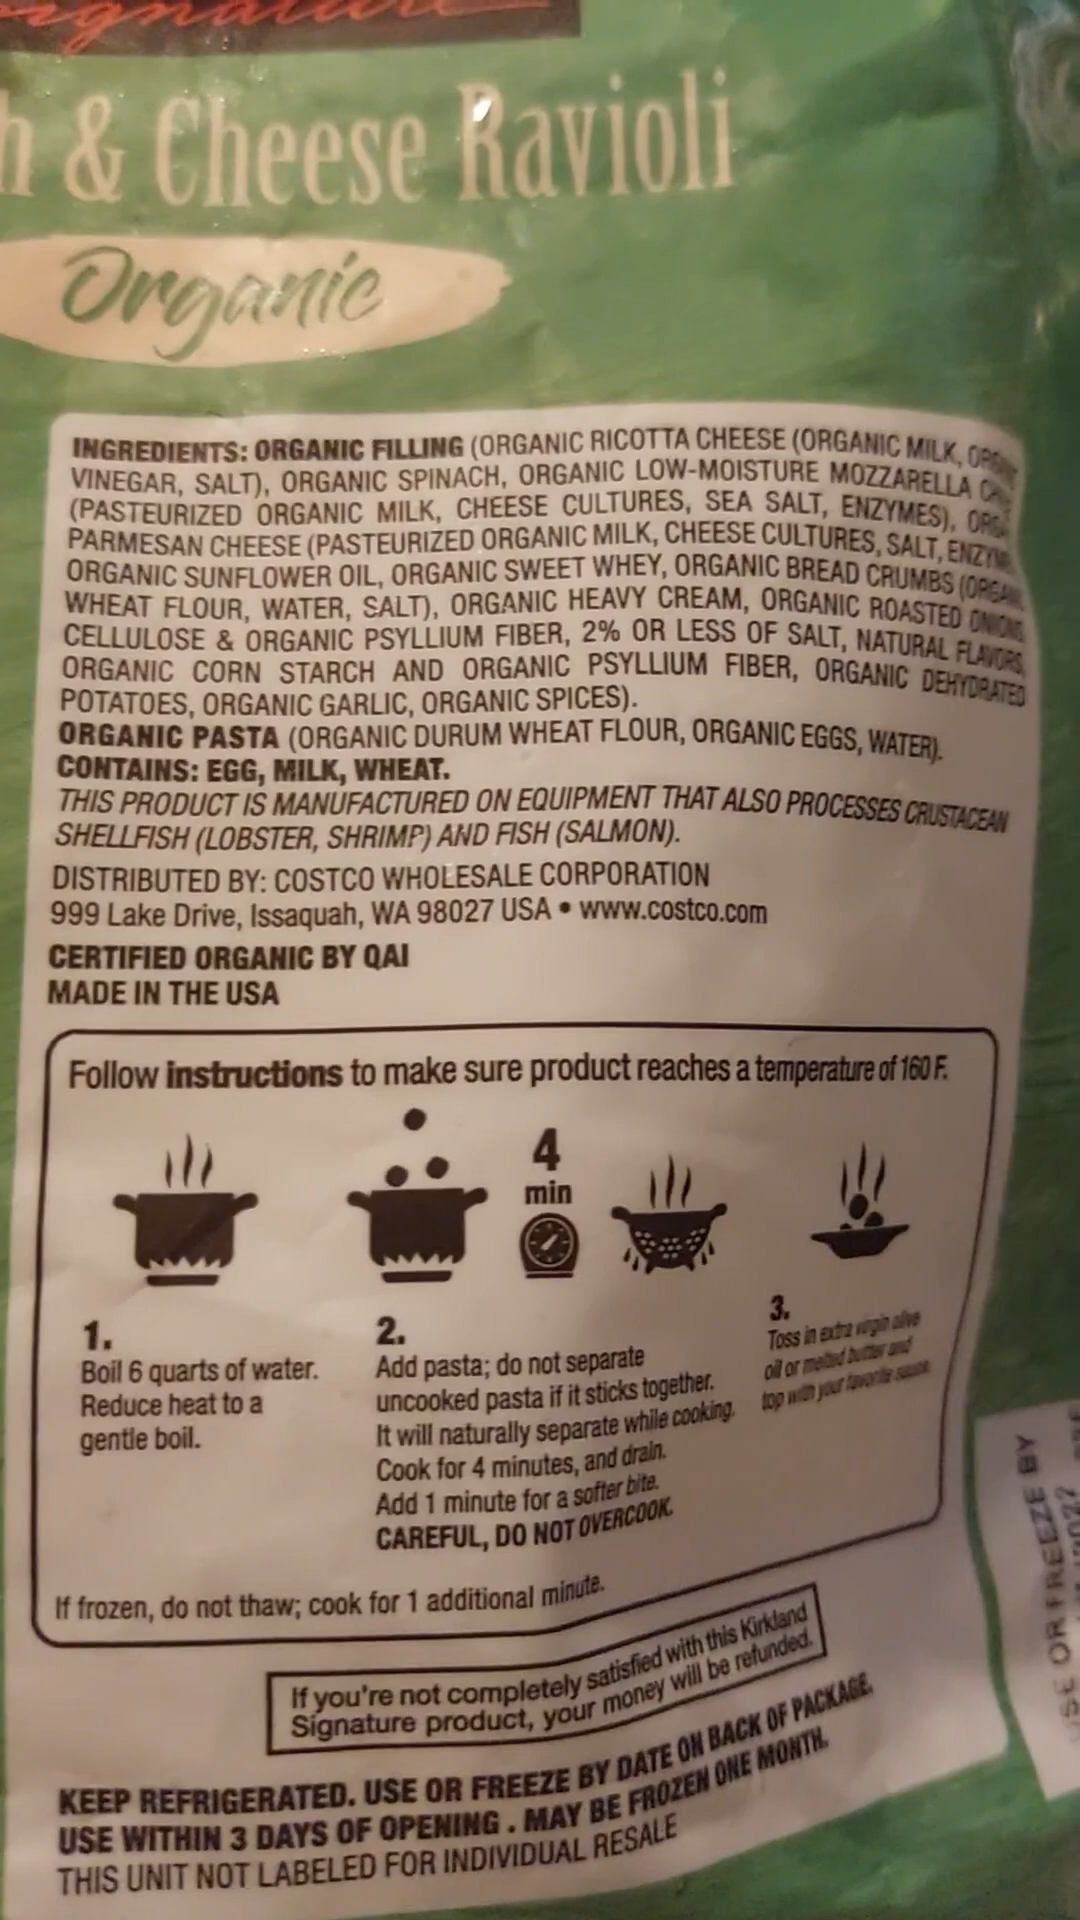 Signature
h & Cheese Ravioli
Organic
INGREDIENTS: ORGANIC FILLING (ORGANIC RICOTTA CHEESE (ORGANIC MILK,
VINEGAR, SALT), ORGANIC SPINACH, ORGANIC LOW-MOISTURE MOZZARELLA
(PASTEURIZED ORGANIC MILK, CHEESE CULTURES, SEA SALT, ENZYMES),
PARMESAN CHEESE (PASTEURIZED ORGANIC MILK, CHEESE CULTURES, SALT,
ORGANIC SUNFLOWER OIL, ORGANIC SWEET WHEY, ORGANIC BREAD CRUMBS
WHEAT FLOUR, WATER, SALT), ORGANIC HEAVY CREAM, ORGANIC ROASTED ONIONS
CELLULOSE & ORGANIC PSYLLIUM FIBER, 2% OR LESS OF SALT, NATURAL FLAVORS,
ORGANIC CORN STARCH AND ORGANIC PSYLLIUM FIBER, ORGANIC DEHYDRATED
POTATOES, ORGANIC GARLIC, ORGANIC SPICES).
ORGANIC PASTA (ORGANIC DURUM WHEAT FLOUR, ORGANIC EGGS, WATER).
CONTAINS: EGG, MILK, WHEAT.
THIS PRODUCT IS MANUFACTURED ON EQUIPMENT THAT ALSO PROCESSES CRUSTACEAN
SHELLFISH (LOBSTER, SHRIMP) AND FISH (SALMON).
DISTRIBUTED BY: COSTCO WHOLESALE CORPORATION
999 Lake Drive, Issaquah, WA 98027 USA • www.costco.com
CERTIFIED ORGANIC BY QAI
MADE IN THE USA
Follow instructions to make sure product reaches a temperature of 160 F.
4
min
1.
Boil 6 quarts of water.
Reduce heat to a
gentle boil.
2.
Add pasta; do not separate
uncooked pasta if it sticks together.
It will naturally separate while cooking.
Cook for 4 minutes, and drain.
Add 1 minute for a softer bite.
CAREFUL, DO NOT OVERCOOK.
3.
Toss in extra virgin olive
oil or melted butter and
top with your favorite sauce.
If frozen, do not thaw; cook for 1 additional minute.
If you're not completely satisfied with this Kirkland
Signature product, your money will be refunded.
KEEP REFRIGERATED. USE OR FREEZE BY DATE ON BACK OF PACKAGE.
USE WITHIN 3 DAYS OF OPENING. MAY BE FROZEN ONE MONTH.
THIS UNIT NOT LABELED FOR INDIVIDUAL RESALE
USE OR FREEZE BY